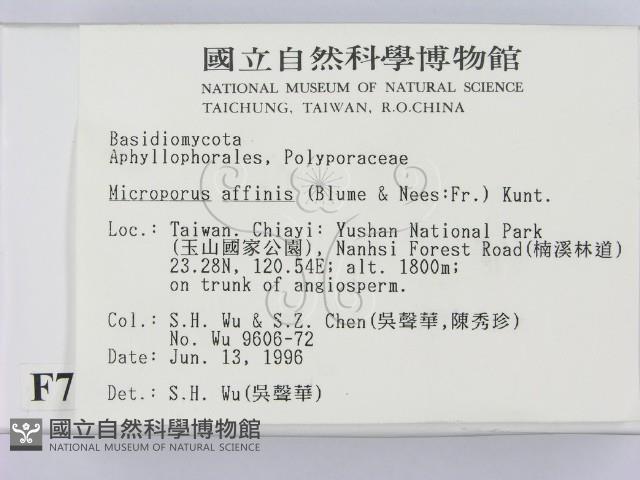 國立自然科學博物館
NATIONAL MUSEUM OF NATURAL SCIENCE
TAICHUNG, TAIWAN, R.O.CHINA
Basidiomycota
Aphyllophorales, Polyporaceae
Microporus affinis (Blume & Nees:Fr.) Kunt.
Loc.: Taiwan. Chiayi: Yushan National Park
(玉山國家公園), Nanhsi Forest Road(楠溪林道)
23.28N, 120.54E; alt. 1800m;
on trunk of angiosperm.
Col.: S.H. Wu & S.Z. Chen(吳聲華,陳秀珍)
No. Wu 9606-72
Date: Jun. 13, 1996
F7
Det.: S.H. Wu(吳聲華)
國立自然科學博物館
NATIONAL MUSEUM OF NATURAL SCIENCE